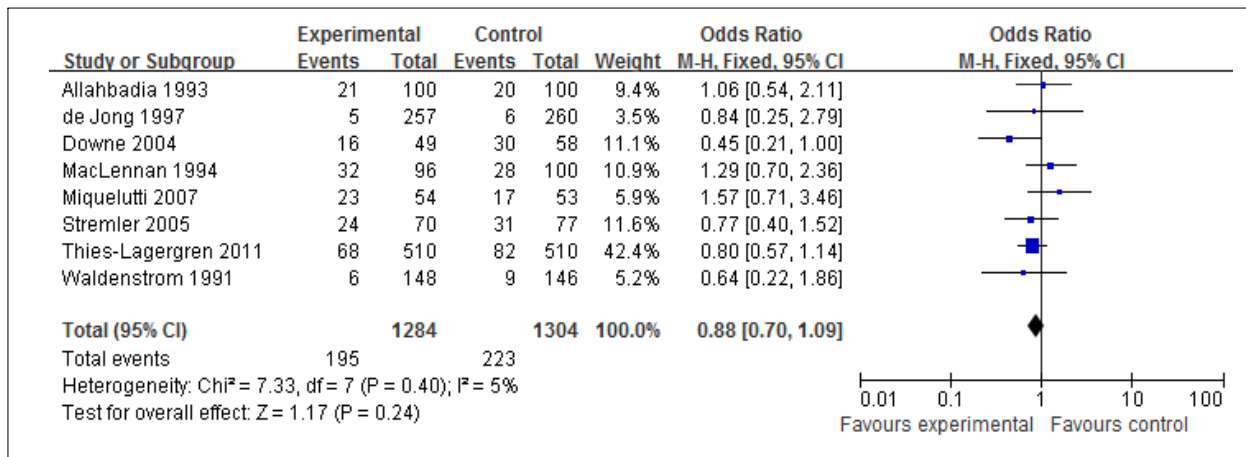 Experimental Control Odds Ratio Odds Ratio
Study or Subgroup Events Total Events Total Weight M-H, Fixed, 95% CI M-H, Fixed, 95% CI
Allahbadia 1993 21 100 20 100 9.4% 1.06 [0.54, 2.11]
de Jong 1997 5 257 6 260 3.5% 0.84 [0.25, 2.79]
Downe 2004 16 49 30 58 11.1% 0.45 [0.21, 1.00]
MacLennan 1994 32 96 28 100 10.9% 1.29 [0.70, 2.36]
Miquelutti 2007 23 54 17 53 5.9% 1.57 [0.71, 3.46]
Stremler 2005 24 70 31 77 11.6% 0.77 [0.40, 1.52]
Thies-Lagergren 2011 68 510 82 510 42.4% 0.80 [0.57, 1.14]
Waldenstrom 1991 6 148 9 146 5.2% 0.64 [0.22, 1.86]
Total (95% CI) 1284 1304 100.0% 0.88 [0.70, 1.09]
Total events 195 223
Heterogeneity: Chi² = 7.33, df = 7 (P = 0.40); I² = 5%
Test for overall effect: Z = 1.17 (P = 0.24)
0.01 0.1 1 10 100
Favours experimental Favours control